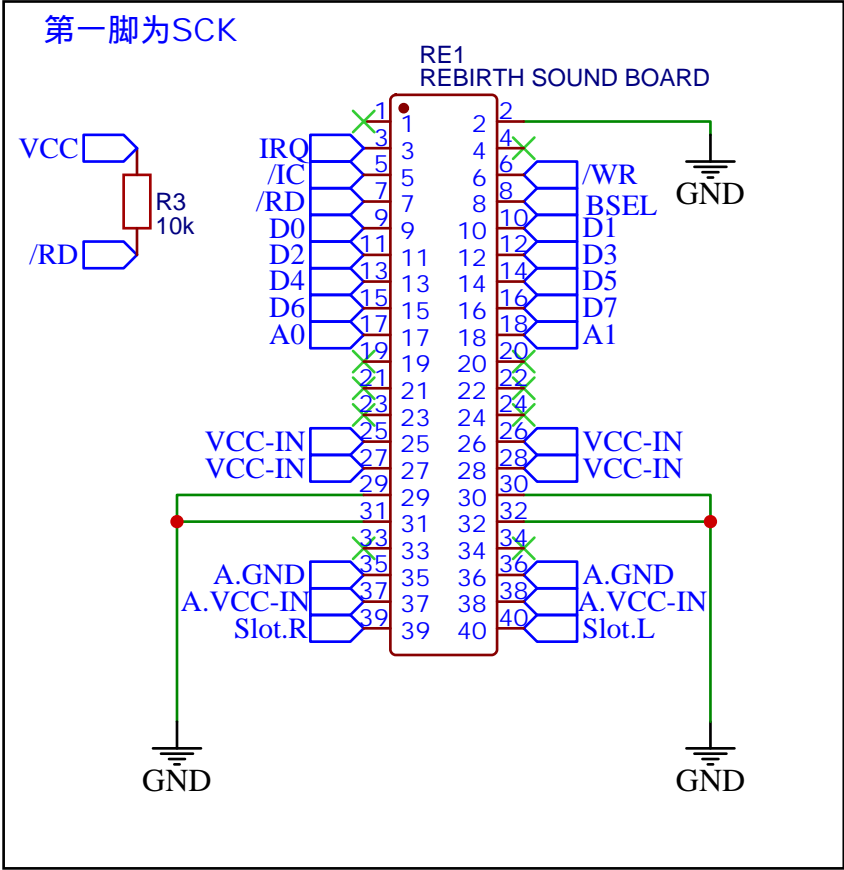 第一脚为SCK
RE1
REBIRTH SOUND BOARD
VCC
R3
10k
/RD
1 1 2 2
GND
IRQ 3 3 4 4
/IC 5 5 6 6 /WR
/RD 7 7 8 8 BSEL
D0 9 9 10 10 D1
D2 11 11 12 12 D3
D4 13 13 14 14 D5
D6 15 15 16 16 D7
A0 17 17 18 18 A1
19 19 20 20
21 21 22 22
23 23 24 24
VCC-IN 25 25 26 26 VCC-IN
VCC-IN 27 27 28 28 VCC-IN
29 29 30 30
31 31 32 32
33 33 34 34
A.GND 35 35 36 36 A.GND
A.VCC-IN 37 37 38 38 A.VCC-IN
Slot.R 39 39 40 40 Slot.L
GND
GND